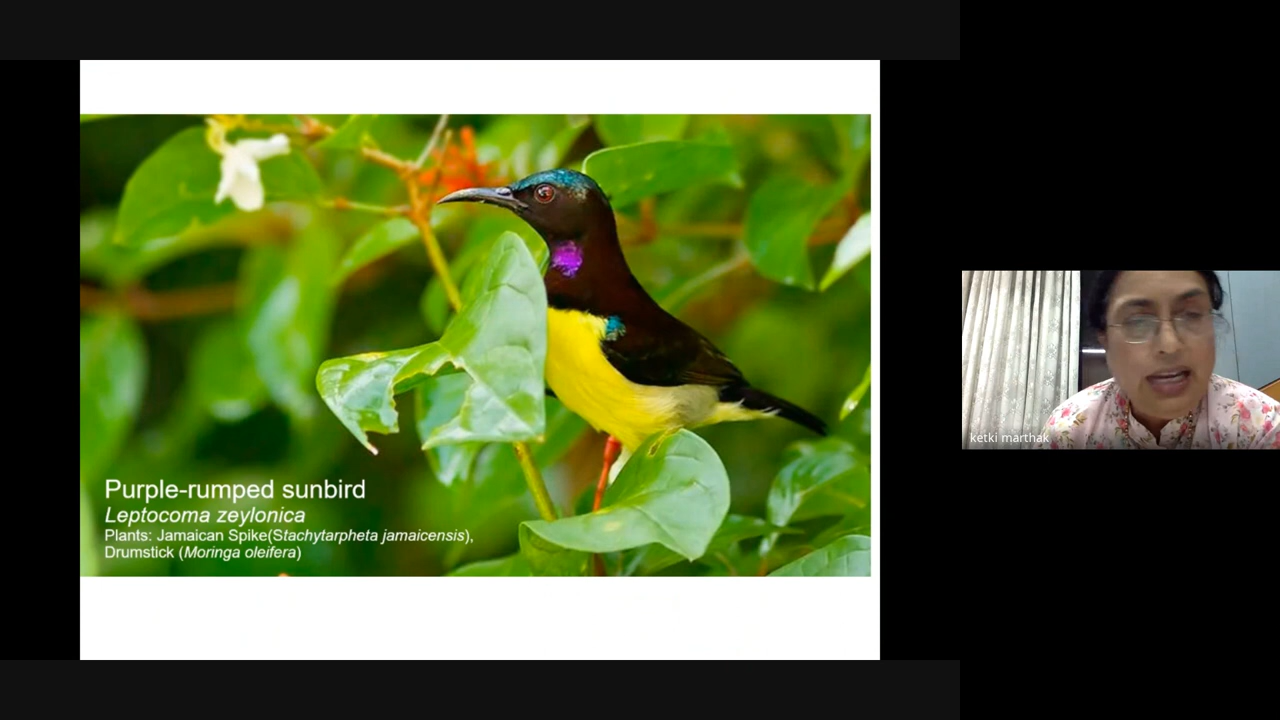 Purple-rumped sunbird
Leptocoma zeylonica
Plants: Jamaican Spike(Stachytarpheta jamaicensis),
Drumstick (Moringa oleifera)
ketki marthak